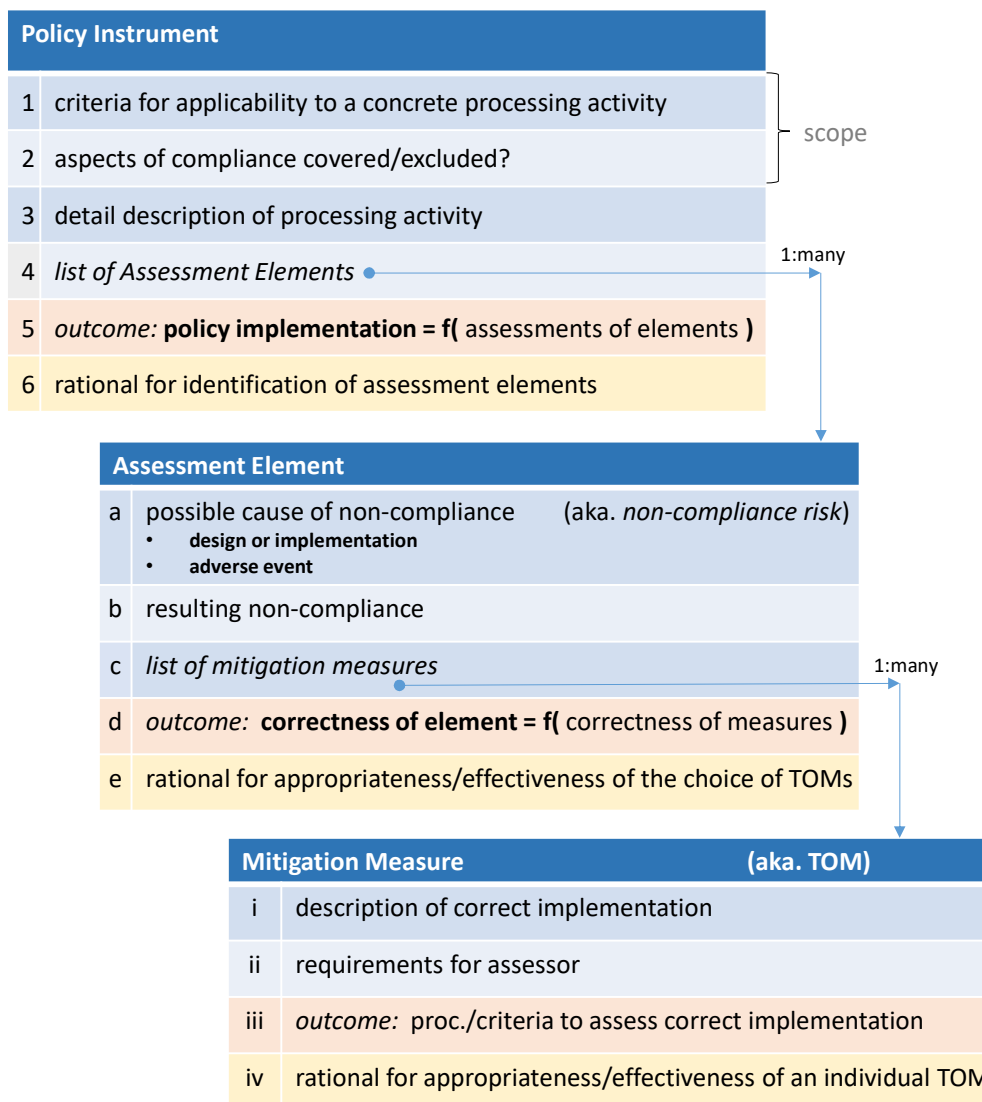 Policy Instrument
1 criteria for applicability to a concrete processing activity
2 aspects of compliance covered/excluded?
scope
3 detail description of processing activity
4 list of Assessment Elements
1:many
5 outcome: policy implementation = f( assessments of elements )
6 rational for identification of assessment elements
Assessment Element
a possible cause of non-compliance (aka. non-compliance risk)
• design or implementation
• adverse event
b resulting non-compliance
c list of mitigation measures
1:many
d outcome: correctness of element = f( correctness of measures )
e rational for appropriateness/effectiveness of the choice of TOMs
Mitigation Measure (aka. TOM)
i description of correct implementation
ii requirements for assessor
iii outcome: proc./criteria to assess correct implementation
iv rational for appropriateness/effectiveness of an individual TOM